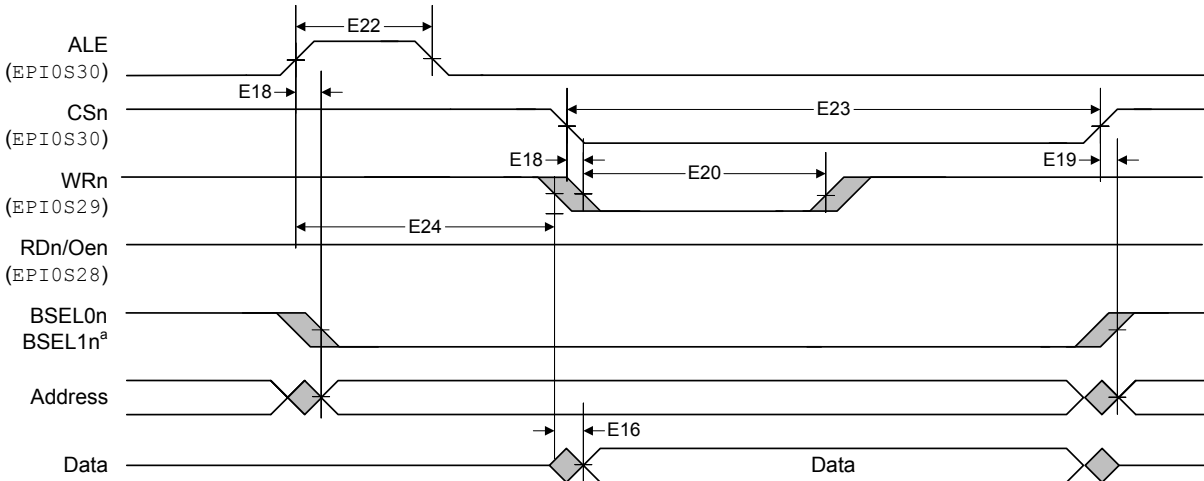 E22
ALE
(EPI0S30)
E18
CSn
(EPI0S30)
E23
E18
E19
WRn
(EPI0S29)
E20
E24
RDn/Oen
(EPI0S28)
BSEL0n
BSEL1nᵃ
Address
E16
Data
Data